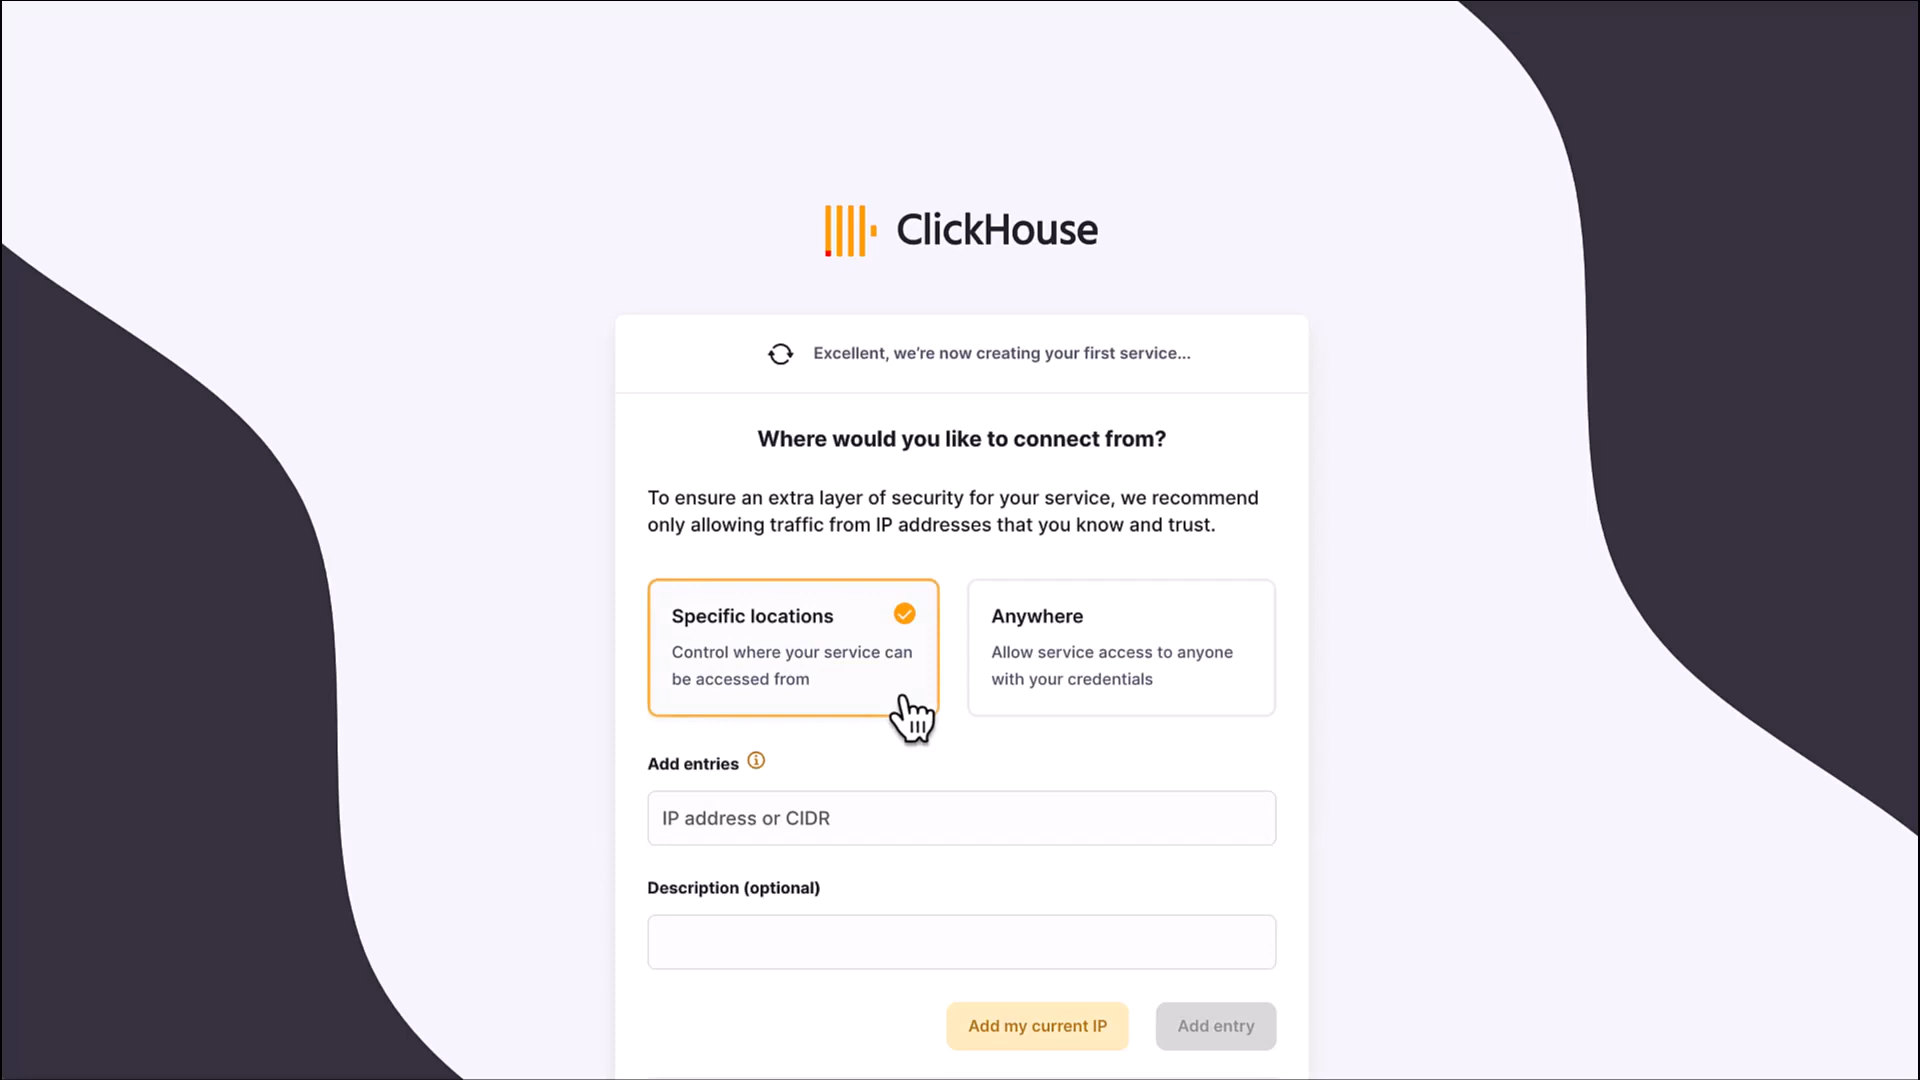 ClickHouse
Excellent, we’re now creating your first service...
Where would you like to connect from?
To ensure an extra layer of security for your service, we recommend
only allowing traffic from IP addresses that you know and trust.
Specific locations
Control where your service can
be accessed from
Anywhere
Allow service access to anyone
with your credentials
Add entries
IP address or CIDR
Description (optional)
Add my current IP
Add entry